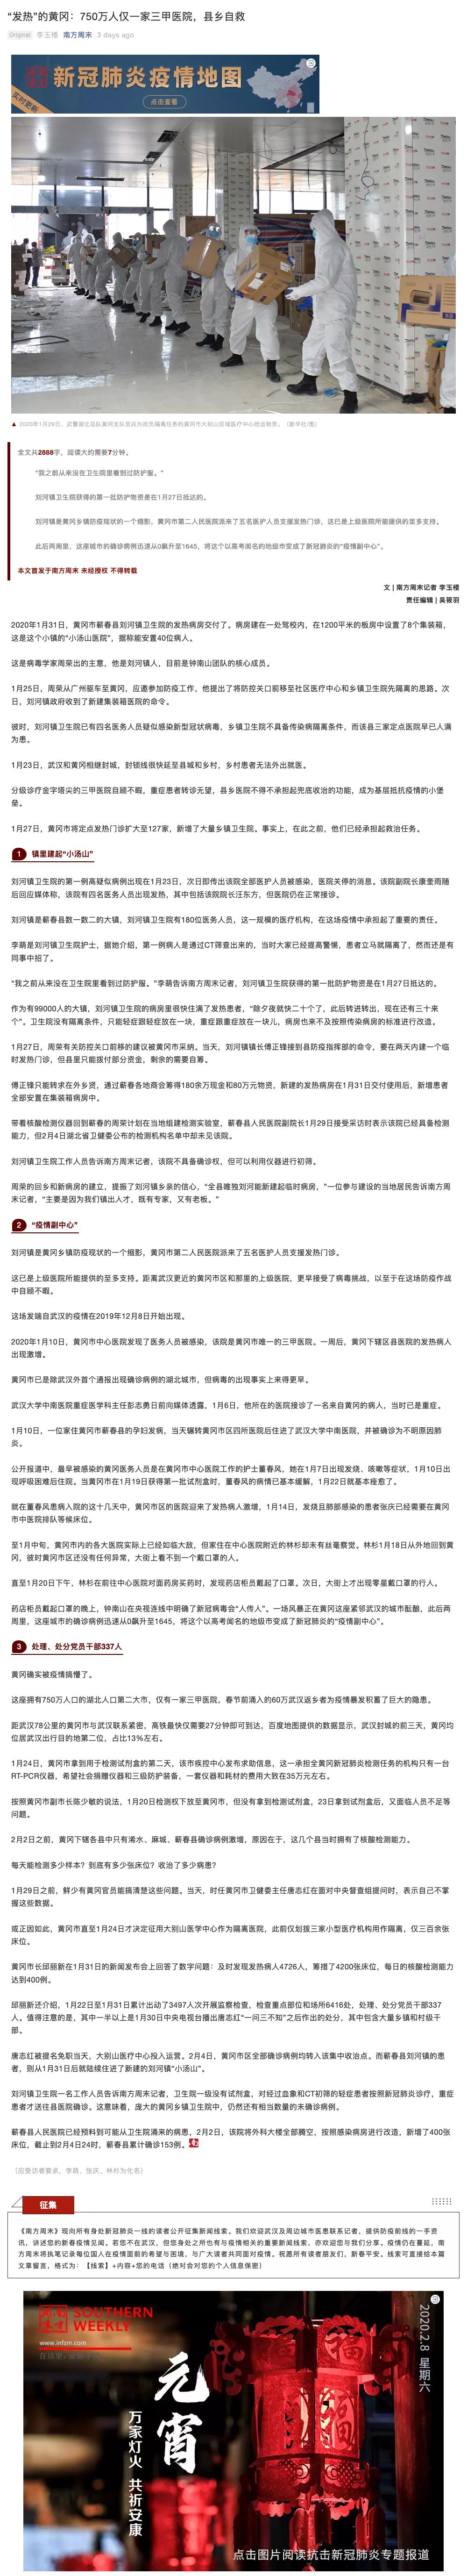 “发热”的黄冈：750万人仅一家三甲医院，县乡自救
Original 李玉楼 南方周末 3 days ago
实时更新
新冠肺炎疫情地图
点击查看
▲ 2020年1月29日，武警湖北总队黄冈支队官兵为抢负隔离任务的黄冈市大别山区域医疗中心抢运物资。（新华社/图）
全文共2888字，阅读大约需要7分钟。
“我之前从来没在卫生院里看到过防护服。”
刘河镇卫生院获得的第一批防护物资是在1月27日抵达的。
刘河镇是黄冈乡镇防疫现状的一个缩影，黄冈市第二人民医院派来了五名医护人员支援发热门诊，这已是上级医院所能提供的至多支持。
此后两周里，这座城市的确诊病例迅速从0飙升至1645，将这个以高考闻名的地级市变成了新冠肺炎的“疫情副中心”。
本文首发于南方周末 未经授权 不得转载
文 | 南方周末记者 李玉楼
责任编辑 | 吴筱羽
2020年1月31日，黄冈市蕲春县刘河镇卫生院的发热病房交付了。病房建在一处驾校内，在1200平米的板房中设置了8个集装箱，
这是这个小镇的“小汤山医院”，据称能安置40位病人。
这是病毒学家周荣出的主意，他是刘河镇人，目前是钟南山团队的核心成员。
1月25日，周荣从广州驱车至黄冈，应邀参加防疫工作，他提出了将防控关口前移至社区医疗中心和乡镇卫生院先隔离的思路。次
日，刘河镇政府收到了新建集装箱医院的命令。
彼时，刘河镇卫生院已有四名医务人员疑似感染新型冠状病毒，乡镇卫生院不具备传染病隔离条件，而该县三家定点医院早已人满
为患。
1月23日，武汉和黄冈相继封城，封锁线很快延至县城和乡村，乡村患者无法外出就医。
分级诊疗金字塔尖的三甲医院自顾不暇，重症患者转诊无望，县乡医院不得不承担起兜底收治的功能，成为基层抵抗疫情的小堡
垒。
1月27日，黄冈市将定点发热门诊扩大至127家，新增了大量乡镇卫生院。事实上，在此之前，他们已经承担起救治任务。
1 镇里建起“小汤山”
刘河镇卫生院的第一例高疑似病例出现在1月23日，次日即传出该院全部医护人员被感染，医院关停的消息。该院副院长康奎雨随
后回应媒体称，该院有四名医务人员出现发热，其中包括该院院长汪东方，但医院仍在正常接诊。
刘河镇是蕲春县数一数二的大镇，刘河镇卫生院有180位医务人员，这一规模的医疗机构，在这场疫情中承担起了重要的责任。
李萌是刘河镇卫生院护士，据她介绍，第一例病人是通过CT筛查出来的，当时大家已经提高警惕，患者立马就隔离了，然而还是有
同事中招了。
“我之前从来没在卫生院里看到过防护服。”李萌告诉南方周末记者，刘河镇卫生院获得的第一批防护物资是在1月27日抵达的。
作为有99000人的大镇，刘河镇卫生院的病房里很快住满了发热患者，“除夕夜就快二十个了，此后转进转出，现在还有三十来
个”。卫生院没有隔离条件，只能轻症跟轻症放在一块，重症跟重症放在一块儿，病房也来不及按照传染病房的标准进行改造。
1月27日，周荣有关防控关口前移的建议被黄冈市采纳。当天，刘河镇镇长傅正锋接到县防疫指挥部的命令，要在两天内建一个临
时发热门诊，但县里只能拨付部分资金，剩余的需要自筹。
傅正锋只能转求在外乡贤，通过蕲春各地商会筹得180余万现金和80万元物资，新建的发热病房在1月31日交付使用后，新增患者
全部安置在集装箱病房中。
带着核酸检测仪器回到蕲春的周荣计划在当地组建检测实验室，蕲春县人民医院副院长1月29日接受采访时表示该院已经具备检测
能力，但2月4日湖北省卫健委公布的检测机构名单中却未见该院。
刘河镇卫生院工作人员告诉南方周末记者，该院不具备确诊权，但可以利用仪器进行初筛。
周荣的回乡和新病房的建立，提振了刘河镇乡亲的信心，“全县唯独刘河能新建起临时病房，”一位参与建设的当地居民告诉南方周
末记者，“主要是因为我们镇出人才，既有专家，又有老板。”
2 “疫情副中心”
刘河镇是黄冈乡镇防疫现状的一个缩影，黄冈市第二人民医院派来了五名医护人员支援发热门诊。
这已是上级医院所能提供的至多支持。距离武汉更近的黄冈市区和那里的上级医院，更早接受了病毒挑战，以至于在这场防疫作战
中自顾不暇。
这场发端自武汉的疫情在2019年12月8日开始出现。
2020年1月10日，黄冈市中心医院发现了医务人员被感染，该院是黄冈市唯一的三甲医院。一周后，黄冈下辖区县医院的发热病人
出现激增。
黄冈市已是除武汉外首个通报出现确诊病例的湖北城市，但病毒的出现事实上来得更早。
武汉大学中南医院重症医学科主任彭志勇日前向媒体透露，1月6日，他所在的医院接诊了一名来自黄冈的病人，当时已是重症。
1月10日，一位家住黄冈市蕲春县的孕妇发病，当天辗转黄冈市区四所医院后住进了武汉大学中南医院，并被确诊为不明原因肺
炎。
公开报道中，最早被感染的黄冈医务人员是在黄冈市中心医院工作的护士董春风，她在1月7日出现发烧、咳嗽等症状，1月10日出
现呼吸困难后住院。当黄冈市在1月19日获得第一批试剂盒时，董春风的病情已基本缓解，1月22日就基本痊愈了。
就在董春风患病入院的这十几天中，黄冈市区的医院迎来了发热病人激增，1月14日，发烧且肺部感染的患者张庆已经需要在黄冈
市中医院排队等候床位。
至1月中旬，黄冈市内的各大医院实际上已经如临大敌，但家住在中心医院附近的林杉却未有丝毫察觉。林杉1月18日从外地回到黄
冈，彼时黄冈市区还没有任何异常，大街上看不到一个戴口罩的人。
直至1月20日下午，林杉在前往中心医院对面药房买药时，发现药店柜员戴起了口罩。次日，大街上才出现零星戴口罩的行人。
药店柜员戴起口罩的晚上，钟南山在央视连线中明确了新冠病毒会“人传人”。一场风暴正在黄冈这座紧邻武汉的城市酝酿，此后两
周里，这座城市的确诊病例迅速从0飙升至1645，将这个以高考闻名的地级市变成了新冠肺炎的“疫情副中心”。
3 处理、处分党员干部337人
黄冈确实被疫情搞懵了。
这座拥有750万人口的湖北人口第二大市，仅有一家三甲医院，春节前涌入的60万武汉返乡者为疫情暴发积蓄了巨大的隐患。
距武汉78公里的黄冈市与武汉联系紧密，高铁最快仅需要27分钟即可到达，百度地图提供的数据显示，武汉封城的前三天，黄冈均
位居武汉出行目的地第二位，占比13%左右。
1月24日，黄冈市拿到用于检测试剂盒的第二天，该市疾控中心发布求助信息，这一承担全黄冈新冠肺炎检测任务的机构只有一台
RT-PCR仪器，希望社会捐赠仪器和三级防护装备，一套仪器和耗材的费用大致在35万元左右。
按照黄冈市副市长陈少敏的说法，1月20日检测权下放至黄冈市，但没有拿到检测试剂盒，23日拿到试剂盒后，又面临人员不足等
问题。
2月2日之前，黄冈下辖各县中只有浠水、麻城、蕲春县确诊病例激增，原因在于，这几个县当时拥有了核酸检测能力。
每天能检测多少样本？到底有多少张床位？收治了多少病患？
1月29日之前，鲜少有黄冈官员能搞清楚这些问题。当天，时任黄冈市卫健委主任唐志红在面对中央督查组提问时，表示自己不掌
握这些数据。
或正因如此，黄冈市直至1月24日才决定征用大别山医学中心作为隔离医院，此前仅划拨三家小型医疗机构用作隔离，仅三百余张
床位。
黄冈市长邱丽新在1月31日的新闻发布会上回答了数字问题：及时发现发热病人4726人，筹措了4200张床位，每日的核酸检测能力
达到400例。
邱丽新还介绍，1月22日至1月31日累计出动了3497人次开展监察检查，检查重点部位和场所6416处，处理、处分党员干部337
人。值得注意的是，其中一半以上是1月30日中央电视台播出唐志红“一问三不知”之后作出的处分，其中包含大量乡镇和村级干
部。
唐志红被提名免职当天，大别山医疗中心投入运营。2月4日，黄冈市区全部确诊病例均转入该集中收治点。而蕲春县刘河镇的患
者，则从1月31日后就陆续住进了新建的刘河镇“小汤山”。
刘河镇卫生院一名工作人员告诉南方周末记者，卫生院一级没有试剂盒，对经过血象和CT初筛的轻症患者按照新冠肺炎诊疗，重症
患者才送往县医院确诊。这意味着，庞大的黄冈乡镇卫生院中，仍然还有相当数量的未确诊病例。
蕲春县人民医院已经预料到可能从卫生院涌来的病患，2月2日，该院将外科大楼全部腾空，按照感染病房进行改造，新增了400张
床位，截止到2月4日24时，蕲春县累计确诊153例。
（应受访者要求，李萌、张庆、林杉为化名）
征集
《南方周末》现向所有身处新冠肺炎一线的读者公开征集新闻线索。我们欢迎武汉及周边城市医患联系记者，提供防疫前线的一手资
讯，讲述您的新春疫情见闻。若您不在武汉，但您身处之所也有与疫情相关的重要新闻线索，亦欢迎您与我们分享。疫情仍在蔓延，南
方周末将执笔记录每位国人在疫情面前的希望与困境，与广大读者共同面对疫情。祝愿所有读者朋友们，新春平安。线索可直接给本篇
文章留言，格式为：【线索】+内容+您的电话（绝对会对您的个人信息保密）
SOUTHERN
WEEKLY
www.infzm.com
在这里，读懂中国
2020.2.8 星期六
元宵
万家灯火 共祈安康
点击图片阅读抗击新冠肺炎专题报道